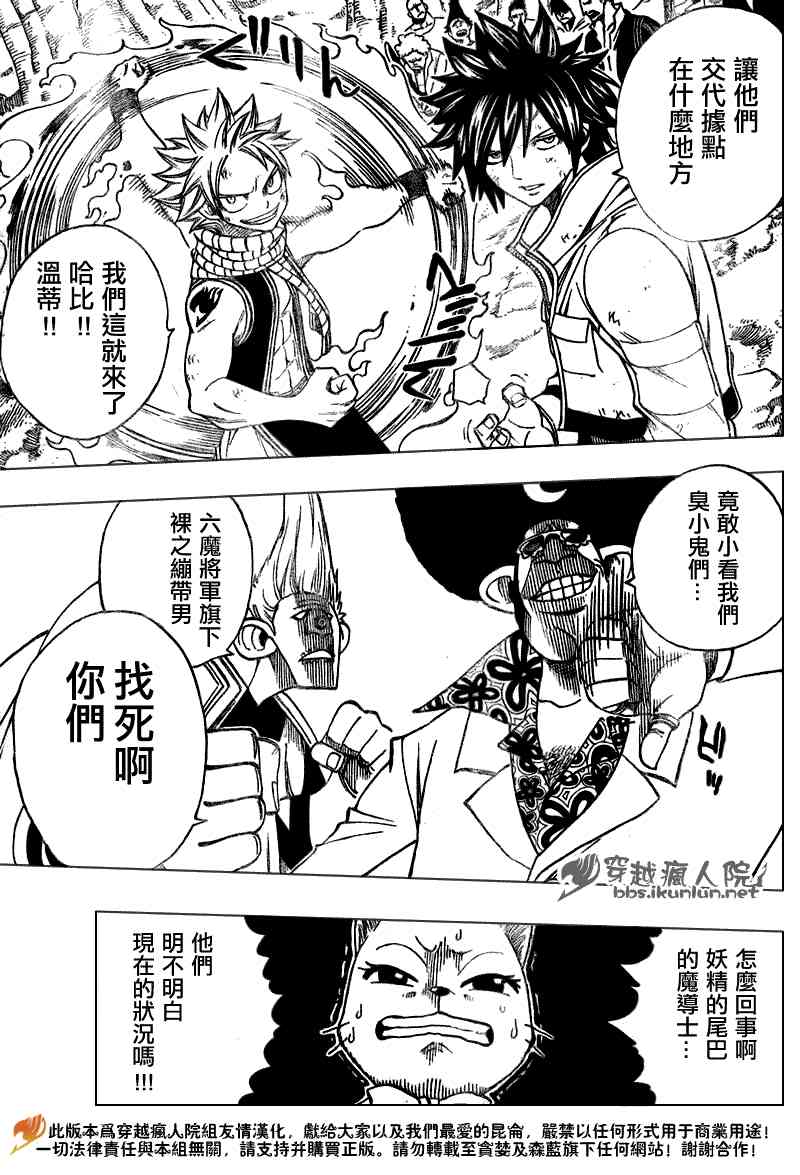 讓他們
交代據點
在什麼地方
ぐりん
ぐりん
我們這就來了
哈比!!
溫蒂!!
竟敢小看我們
臭小鬼們…
六魔將軍旗下
裸之繃帶男
找死啊
你們
穿越瘋人院
bbs.ikunlun.net
怎麼回事啊
妖精的尾巴
的魔導士…
他們
明不明白
現在的狀況嗎!!!
此版本爲穿越瘋人院組友情漢化，獻給大家以及我們最愛的昆侖，嚴禁以任何形式用于商業用途！
一切法律責任與本組無關，請支持并購買正版。請勿轉載至貪婪及森藍旗下任何網站！謝謝合作！